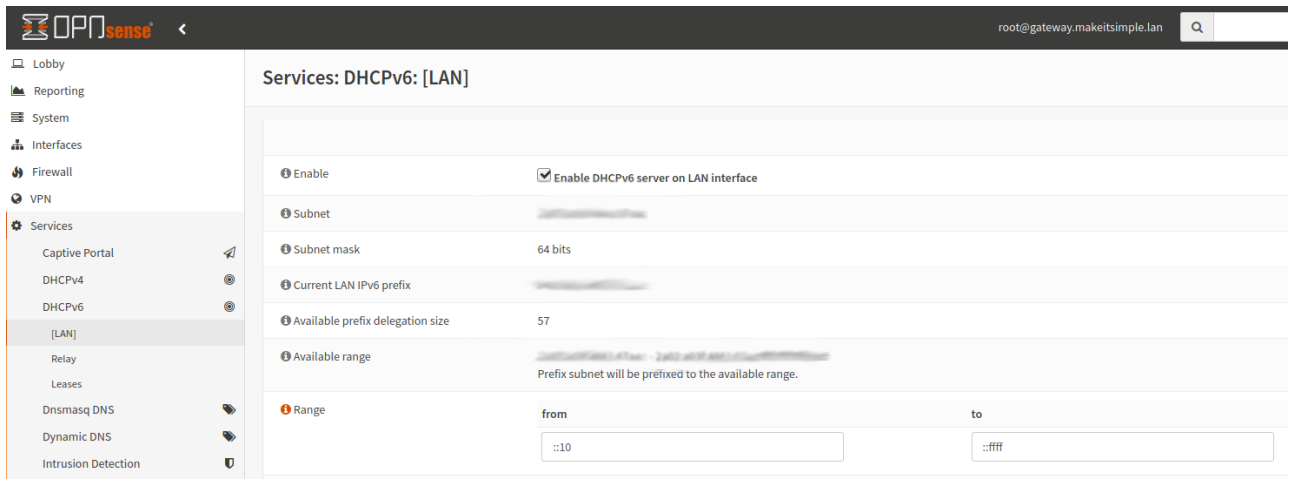 OPNsense
root@gateway.makeitsimple.lan
Lobby
Reporting
System
Interfaces
Firewall
VPN
Services
Captive Portal
DHCPv4
DHCPv6
[LAN]
Relay
Leases
Dnsmasq DNS
Dynamic DNS
Intrusion Detection
Services: DHCPv6: [LAN]
Enable
Enable DHCPv6 server on LAN interface
Subnet
Subnet mask
64 bits
Current LAN IPv6 prefix
Available prefix delegation size
57
Available range
Prefix subnet will be prefixed to the available range.
Range
from
to
::10
::ffff